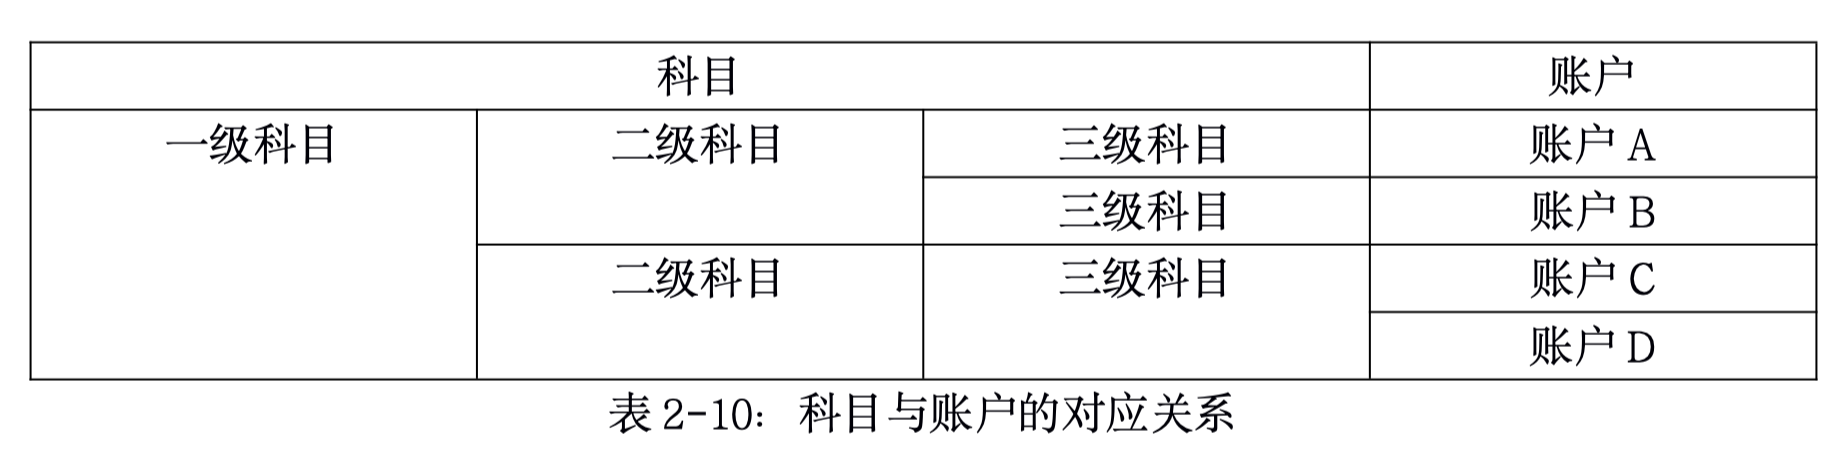 科目 账户
一级科目 二级科目 三级科目 账户 A
三级科目 账户 B
二级科目 三级科目 账户 C
账户 D
表 2-10：科目与账户的对应关系